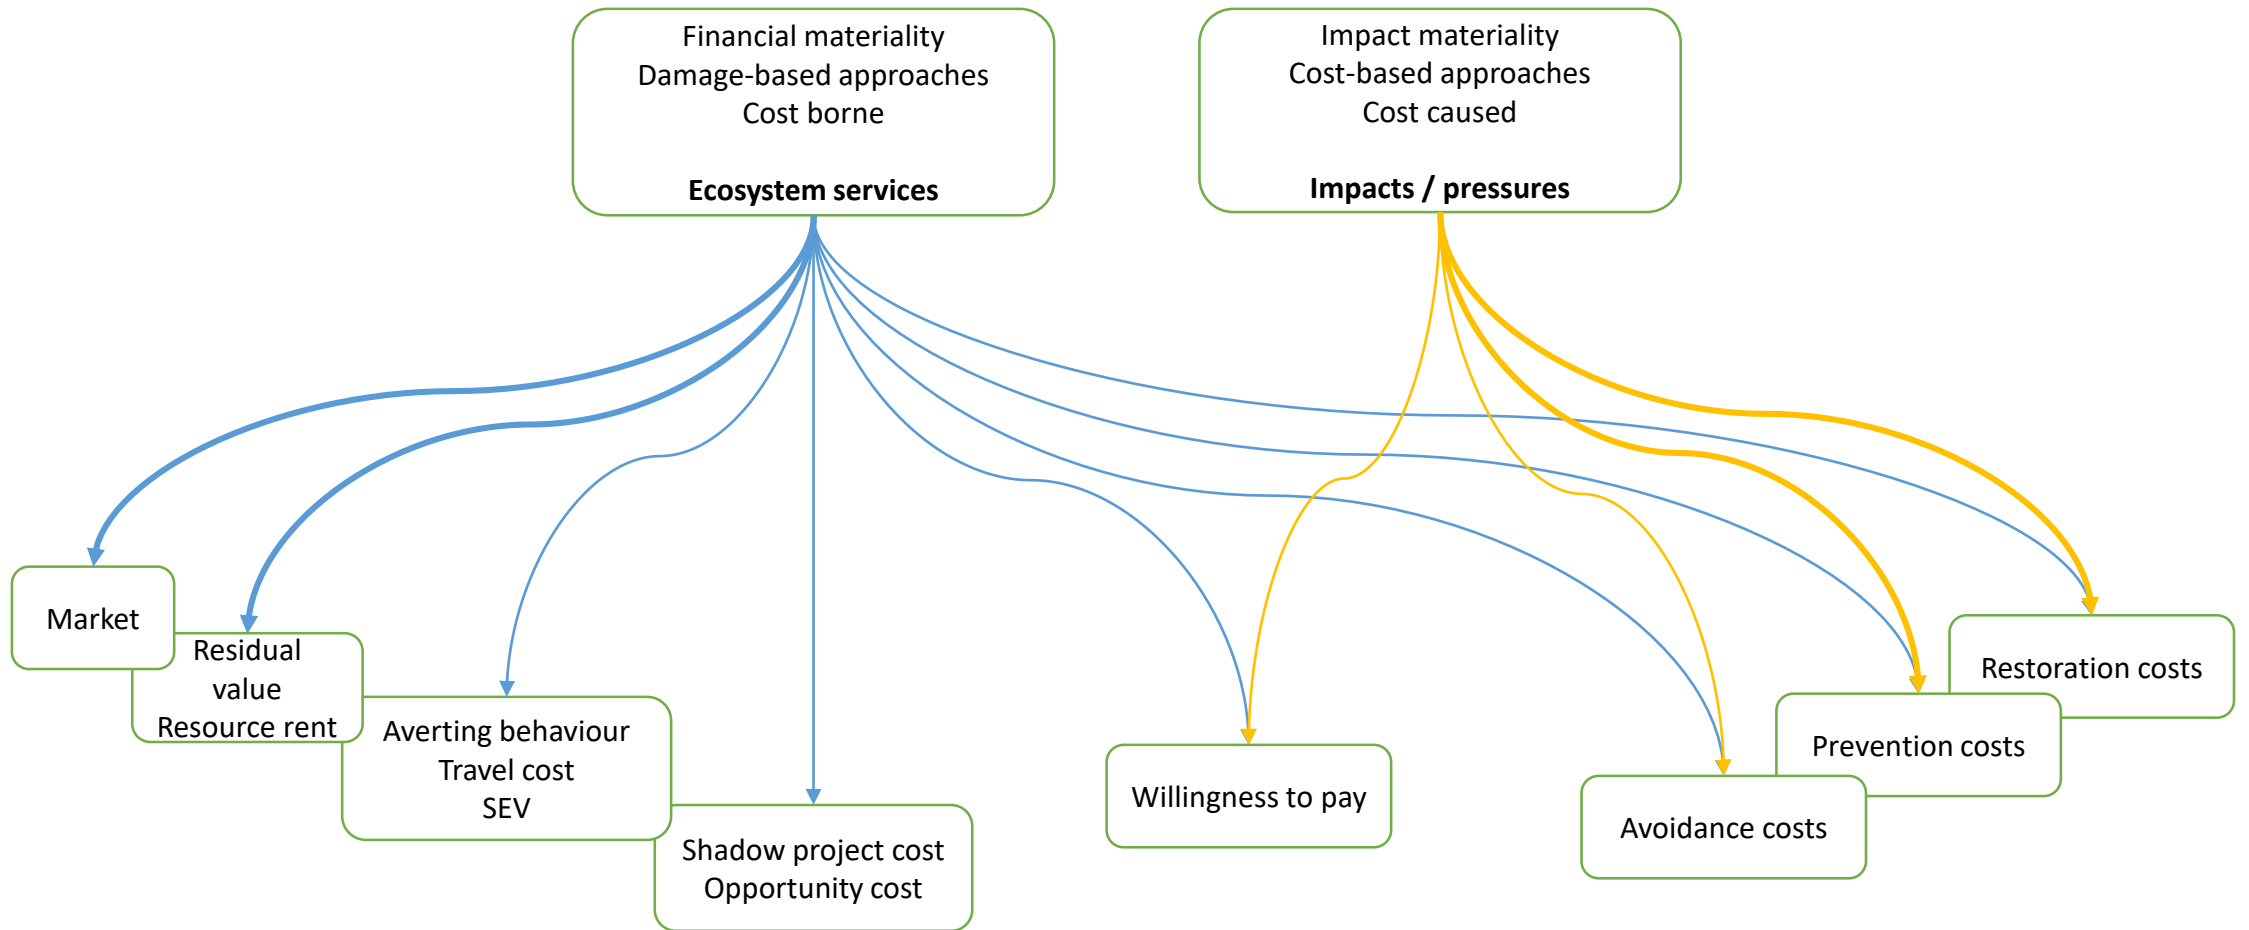 Financial materiality
Damage-based approaches
Cost borne
Ecosystem services
Impact materiality
Cost-based approaches
Cost caused
Impacts / pressures
Market
Residual
value
Resource rent
Averting behaviour
Travel cost
SEV
Shadow project cost
Opportunity cost
Willingness to pay
Avoidance costs
Prevention costs
Restoration costs